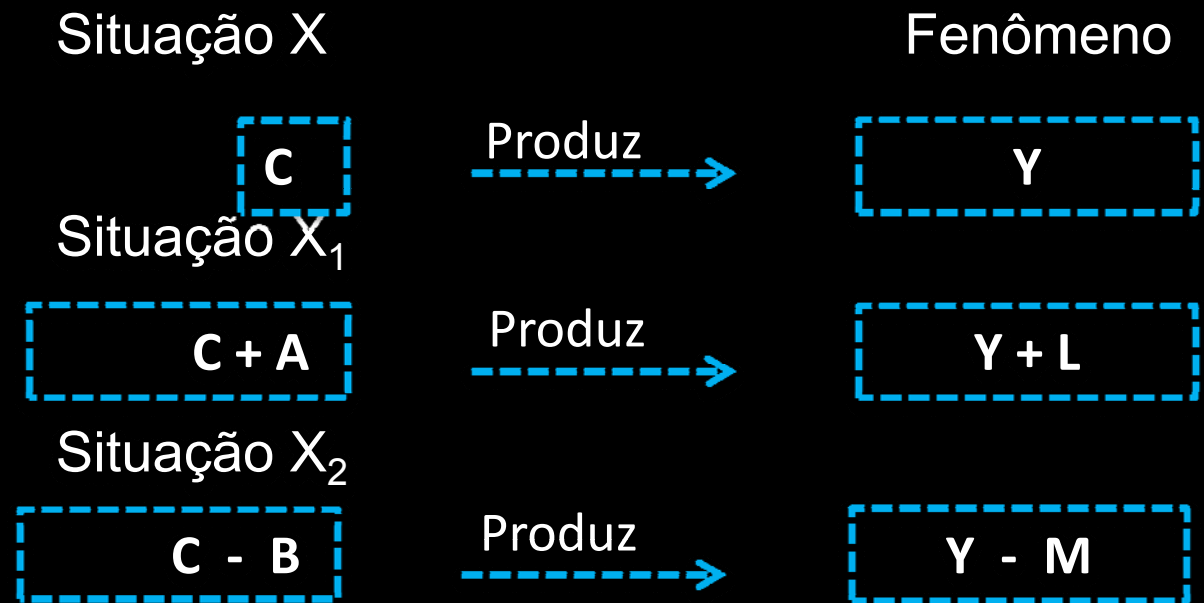 Situação X Fenômeno
C Produz Y
Situação X₁
C + A Produz Y + L
Situação X₂
C - B Produz Y - M